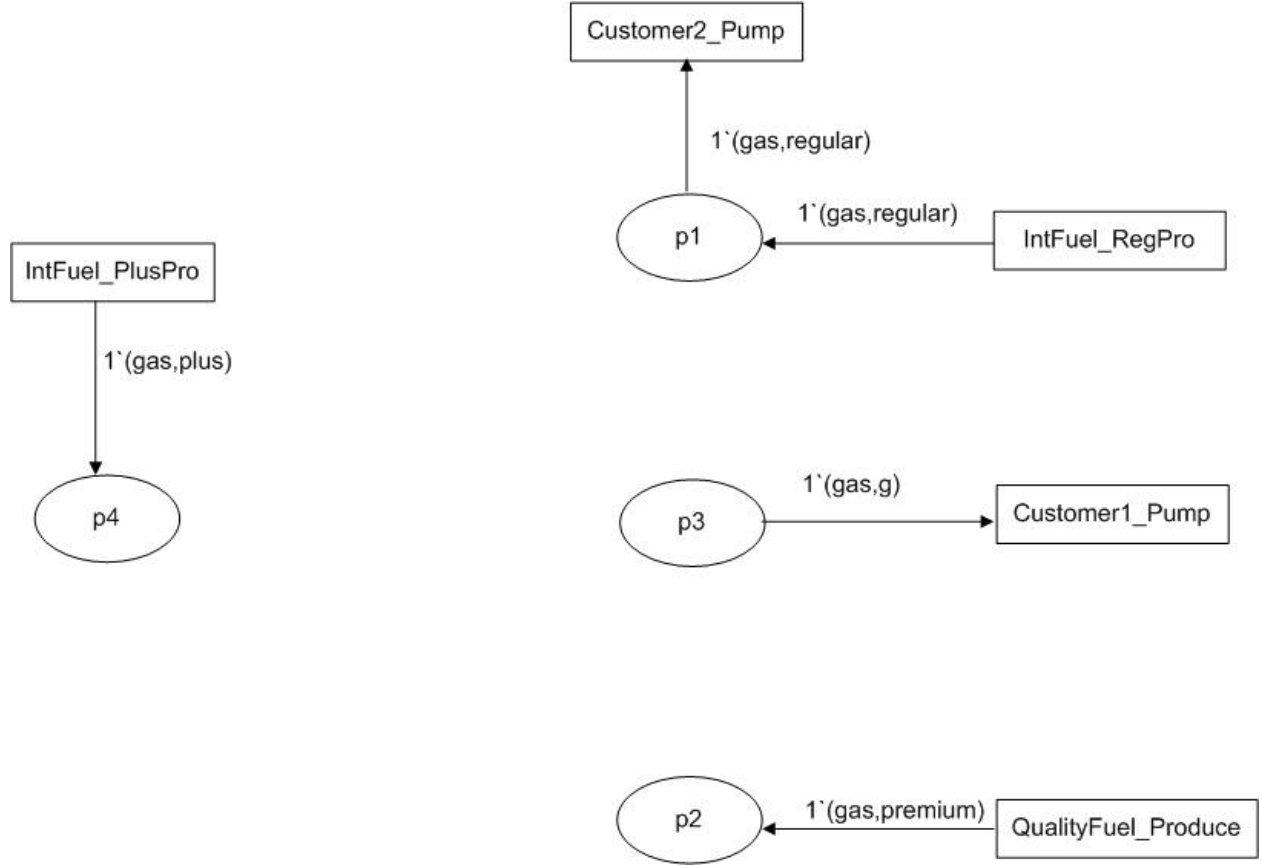 Customer2_Pump
1`(gas,regular)
1`(gas,regular)
p1
IntFuel_RegPro
IntFuel_PlusPro
1`(gas,plus)
p4
1`(gas,g)
p3
Customer1_Pump
1`(gas,premium)
p2
QualityFuel_Produce